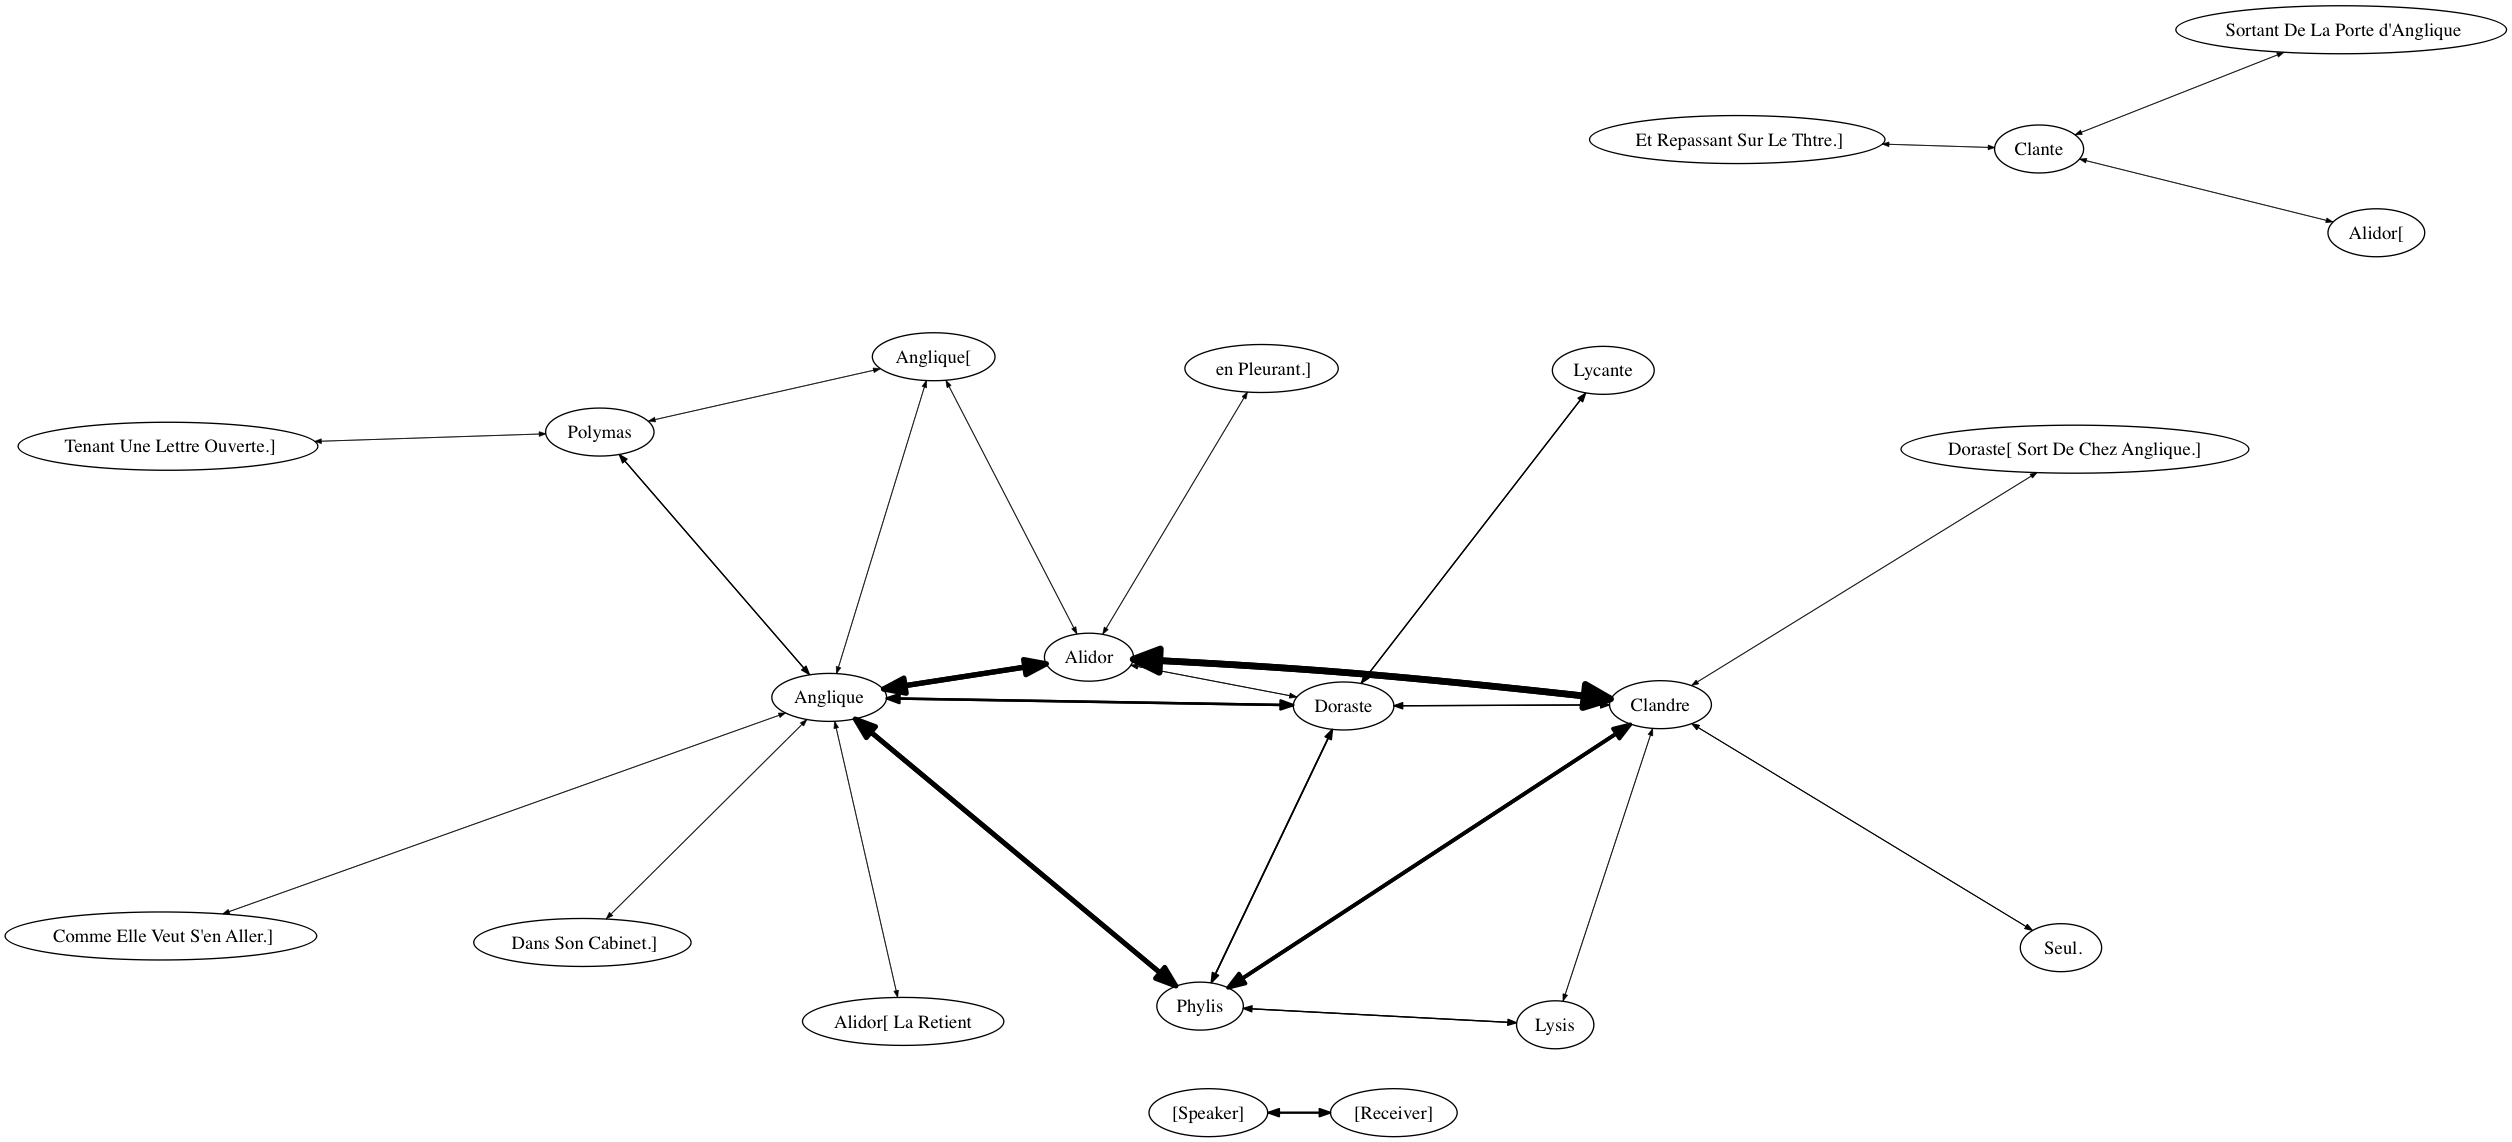 Sortant De La Porte d'Anglique
Et Repassant Sur Le Thtre.]
Clante
Alidor[
Anglique[
en Pleurant.]
Lycante
Polymas
Tenant Une Lettre Ouverte.]
Doraste[ Sort De Chez Anglique.]
Alidor
Anglique
Doraste
Clandre
Comme Elle Veut S'en Aller.]
Dans Son Cabinet.]
Seul.
Alidor[ La Retient
Phylis
Lysis
[Speaker]
[Receiver]